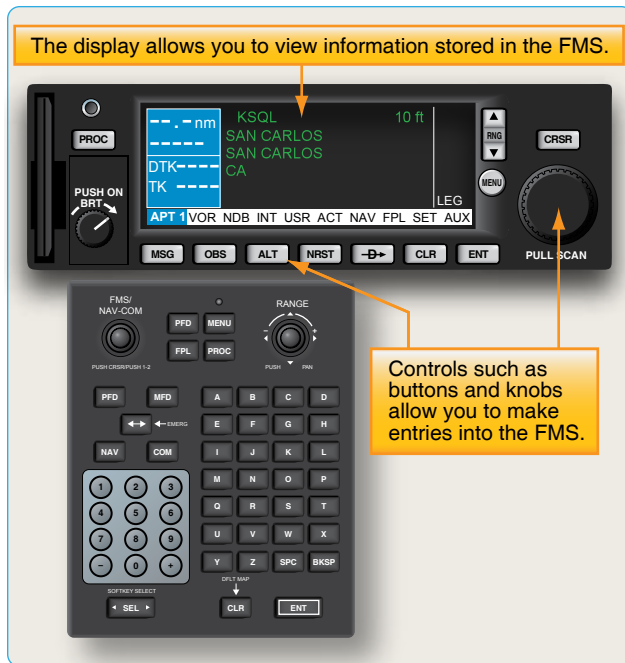 The display allows you to view information stored in the FMS.
PROC
PUSH ON
BRT
--.-nm
-----
DTK----
TK ----
KSQL 10 ft
SAN CARLOS
SAN CARLOS
CA
LEG
APT 1 VOR NDB INT USR ACT NAV FPL SET AUX
RNG
MENU
CRSR
PULL SCAN
MSG OBS ALT NRST D CLR ENT
Controls such as
buttons and knobs
allow you to make
entries into the FMS.
FMS/
NAV-COM
PUSH CRSR/PUSH 1-2
PFD MENU
FPL PROC
RANGE
- +
PUSH PAN
PFD MFD
EMERG
NAV COM
1 2 3
4 5 6
7 8 9
- 0 +
SOFTKEY SELECT
SEL
A B C D
E F G H
I J K L
M N O P
Q R S T
U V W X
Y Z SPC BKSP
DFLT MAP
CLR ENT